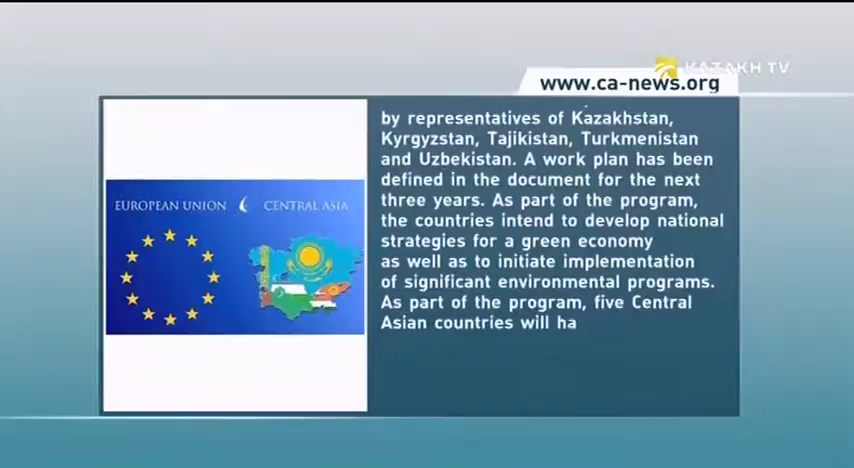 KAZAKH TV
www.ca-news.org
EUROPEAN UNION CENTRAL ASIA
by representatives of Kazakhstan,
Kyrgyzstan, Tajikistan, Turkmenistan
and Uzbekistan. A work plan has been
defined in the document for the next
three years. As part of the program,
the countries intend to develop national
strategies for a green economy
as well as to initiate implementation
of significant environmental programs.
As part of the program, five Central
Asian countries will ha